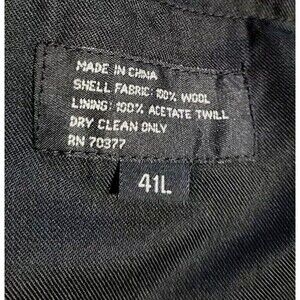 MADE IN CHINA
SHELL FABRIC: 100% WOOL
LINING: 100% ACETATE TWILL
DRY CLEAN ONLY
RN 70377
41L